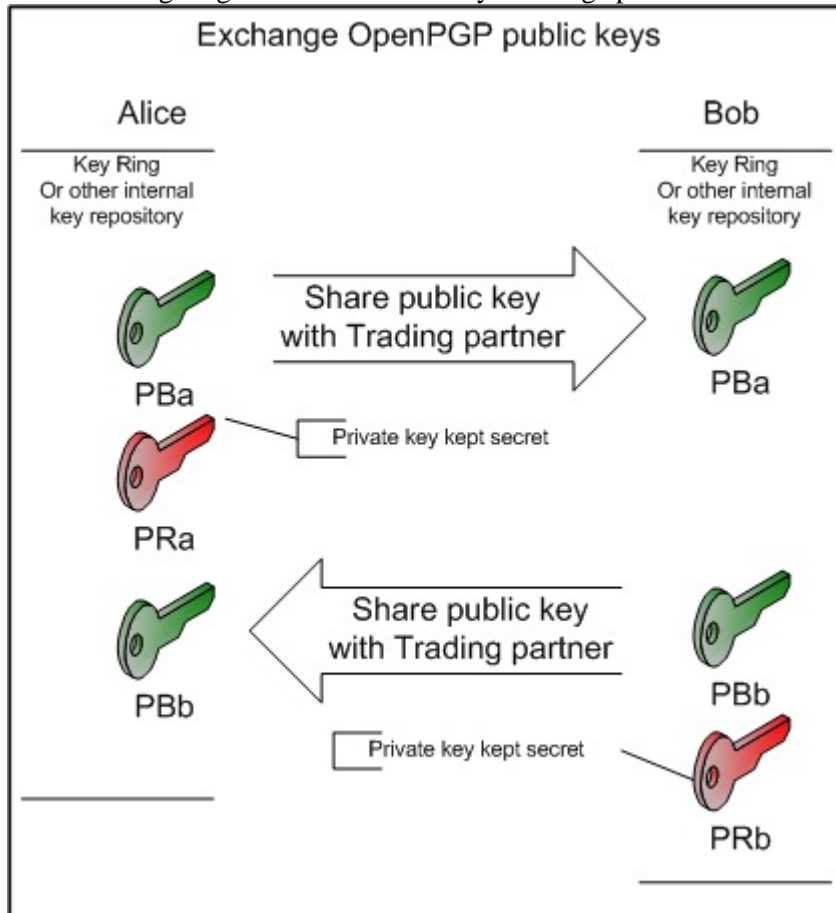 Exchange OpenPGP public keys
Alice
Bob
Key Ring
Or other internal
key repository
Key Ring
Or other internal
key repository
Share public key
with Trading partner
PBa
PBa
Private key kept secret
PRa
Share public key
with Trading partner
PBb
PBb
Private key kept secret
PRb